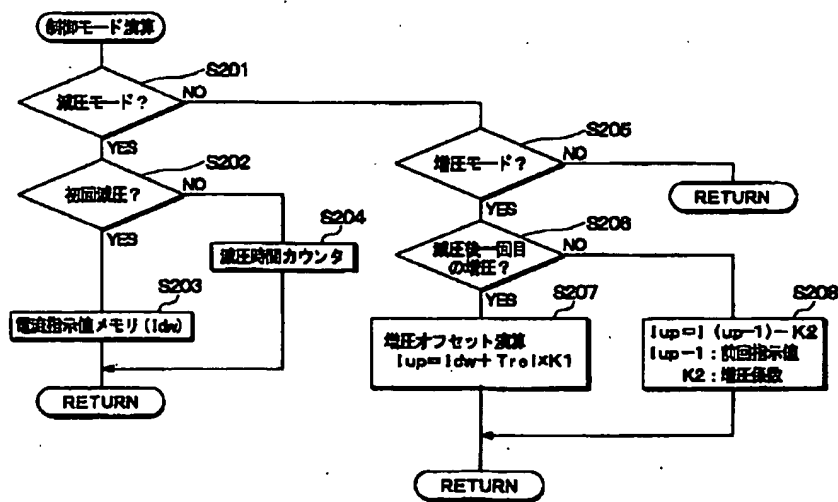 制御モード演算
S201
減圧モード?
NO
YES
S202
初回減圧?
NO
YES
S204
減圧時間カウンタ
S203
電流指示値メモリ(Idw)
RETURN
S205
増圧モード?
NO
RETURN
YES
S206
減圧後一回目
の増圧?
NO
YES
S207
増圧オフセット演算
Iup=Idw+Trel×K1
S208
Iup=I(up-1)-K2
Iup-1:前回指示値
K2:増圧係数
RETURN